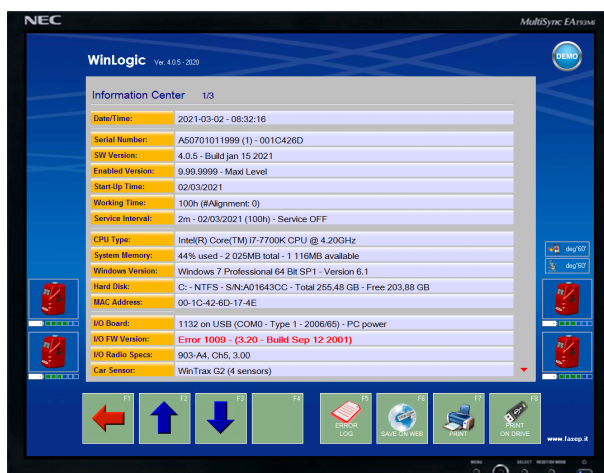 NEC
MultiSync EA193Mi
WinLogic Ver. 4.0.5 - 2020
DEMO
Information Center 1/3
Date/Time: 2021-03-02 - 08:32:16
Serial Number: A50701011999 (1) - 001C426D
SW Version: 4.0.5 - Build jan 15 2021
Enabled Version: 9.99.9999 - Maxi Level
Start-Up Time: 02/03/2021
Working Time: 100h (#Alignment: 0)
Service Interval: 2m - 02/03/2021 (100h) - Service OFF
CPU Type: Intel(R) Core(TM) i7-7700K CPU @ 4.20GHz
System Memory: 44% used - 2 025MB total - 1 116MB available
Windows Version: Windows 7 Professional 64 Bit SP1 - Version 6.1
Hard Disk: C: - NTFS - S/N:A01643CC - Total 255,48 GB - Free 203,88 GB
MAC Address: 00-1C-42-6D-17-4E
I/O Board: 1132 on USB (COM0 - Type 1 - 2006/65) - PC power
I/O FW Version: Error 1009 - (3.20 - Build Sep 12 2001)
I/O Radio Specs: 903-A4, Ch5, 3.00
Car Sensor: WinTrax G2 (4 sensors)
deg°60'
deg°60'
F1 F2 F3 F4 F5 F6 F7 F8
ERROR LOG
SAVE ON WEB
PRINT
PRINT ON DRIVE
www.fasep.it
MENU SELECT RESET/DV MODE